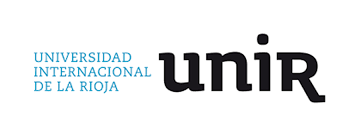 UNIVERSIDAD
INTERNACIONAL
DE LA RIOJA
uniR